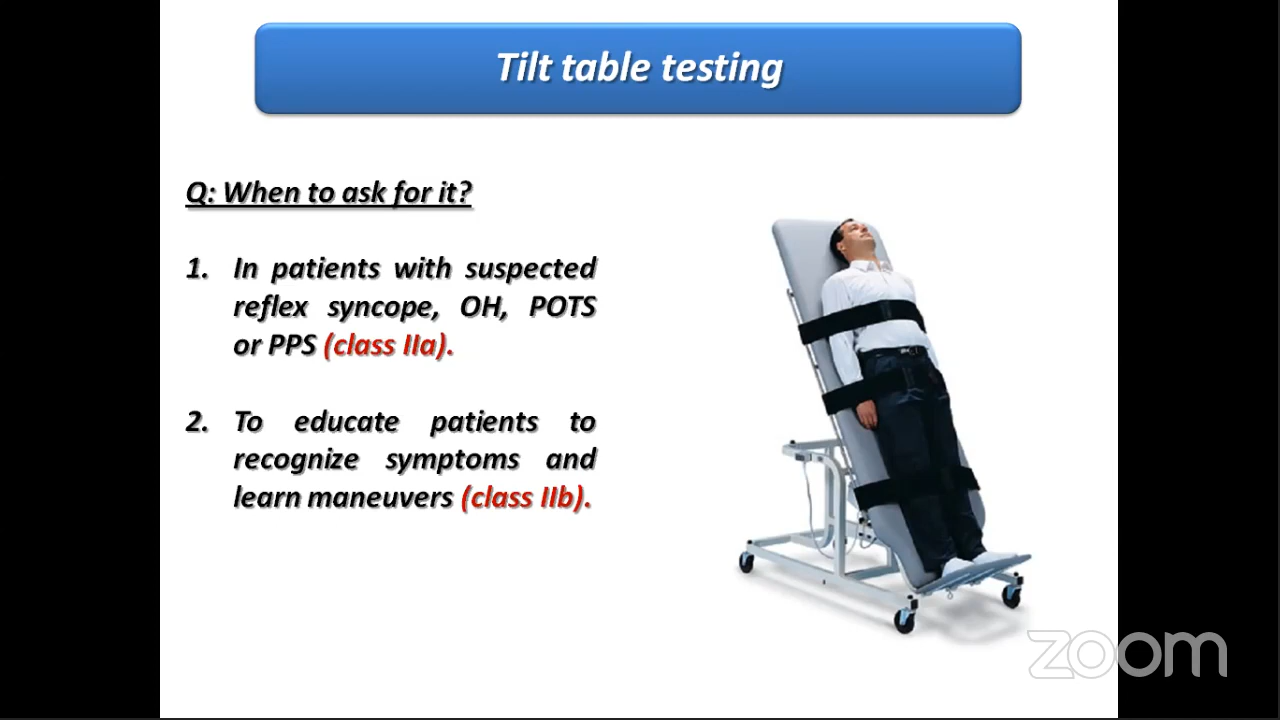 Tilt table testing
Q: When to ask for it?
1. In patients with suspected
reflex syncope, OH, POTS
or PPS (class IIa).
2. To educate patients to
recognize symptoms and
learn maneuvers (class IIb).
zoom